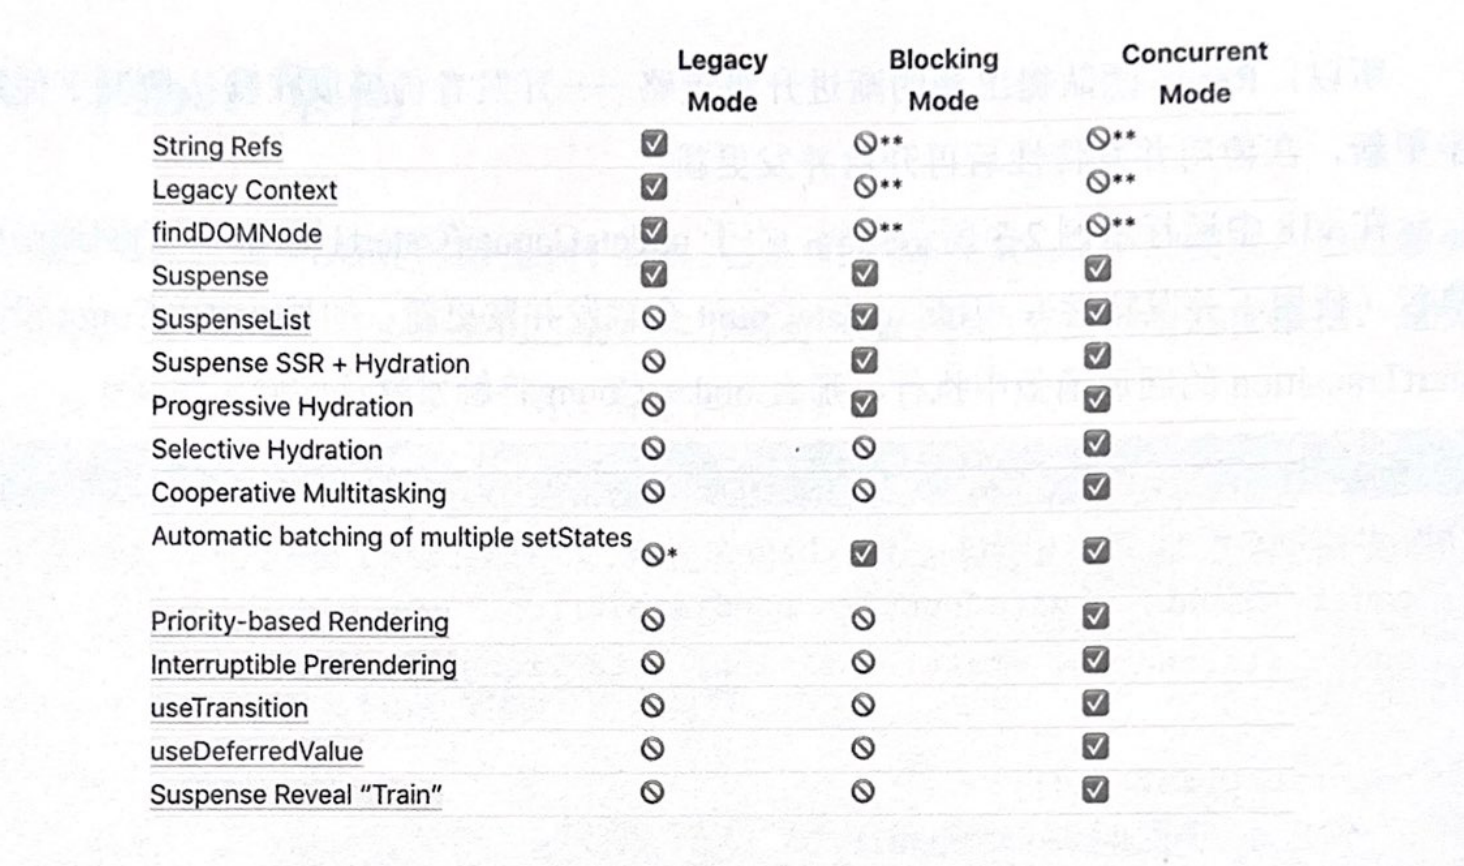 Legacy Mode Blocking Mode Concurrent Mode
String Refs ✅ 🚫** 🚫**
Legacy Context ✅ 🚫** 🚫**
findDOMNode ✅ 🚫** 🚫**
Suspense ✅ ✅ ✅
SuspenseList 🚫 ✅ ✅
Suspense SSR + Hydration 🚫 ✅ ✅
Progressive Hydration 🚫 ✅ ✅
Selective Hydration 🚫 🚫 ✅
Cooperative Multitasking 🚫 🚫 ✅
Automatic batching of multiple setStates 🚫* ✅ ✅
Priority-based Rendering 🚫 🚫 ✅
Interruptible Prerendering 🚫 🚫 ✅
useTransition 🚫 🚫 ✅
useDeferredValue 🚫 🚫 ✅
Suspense Reveal “Train” 🚫 🚫 ✅